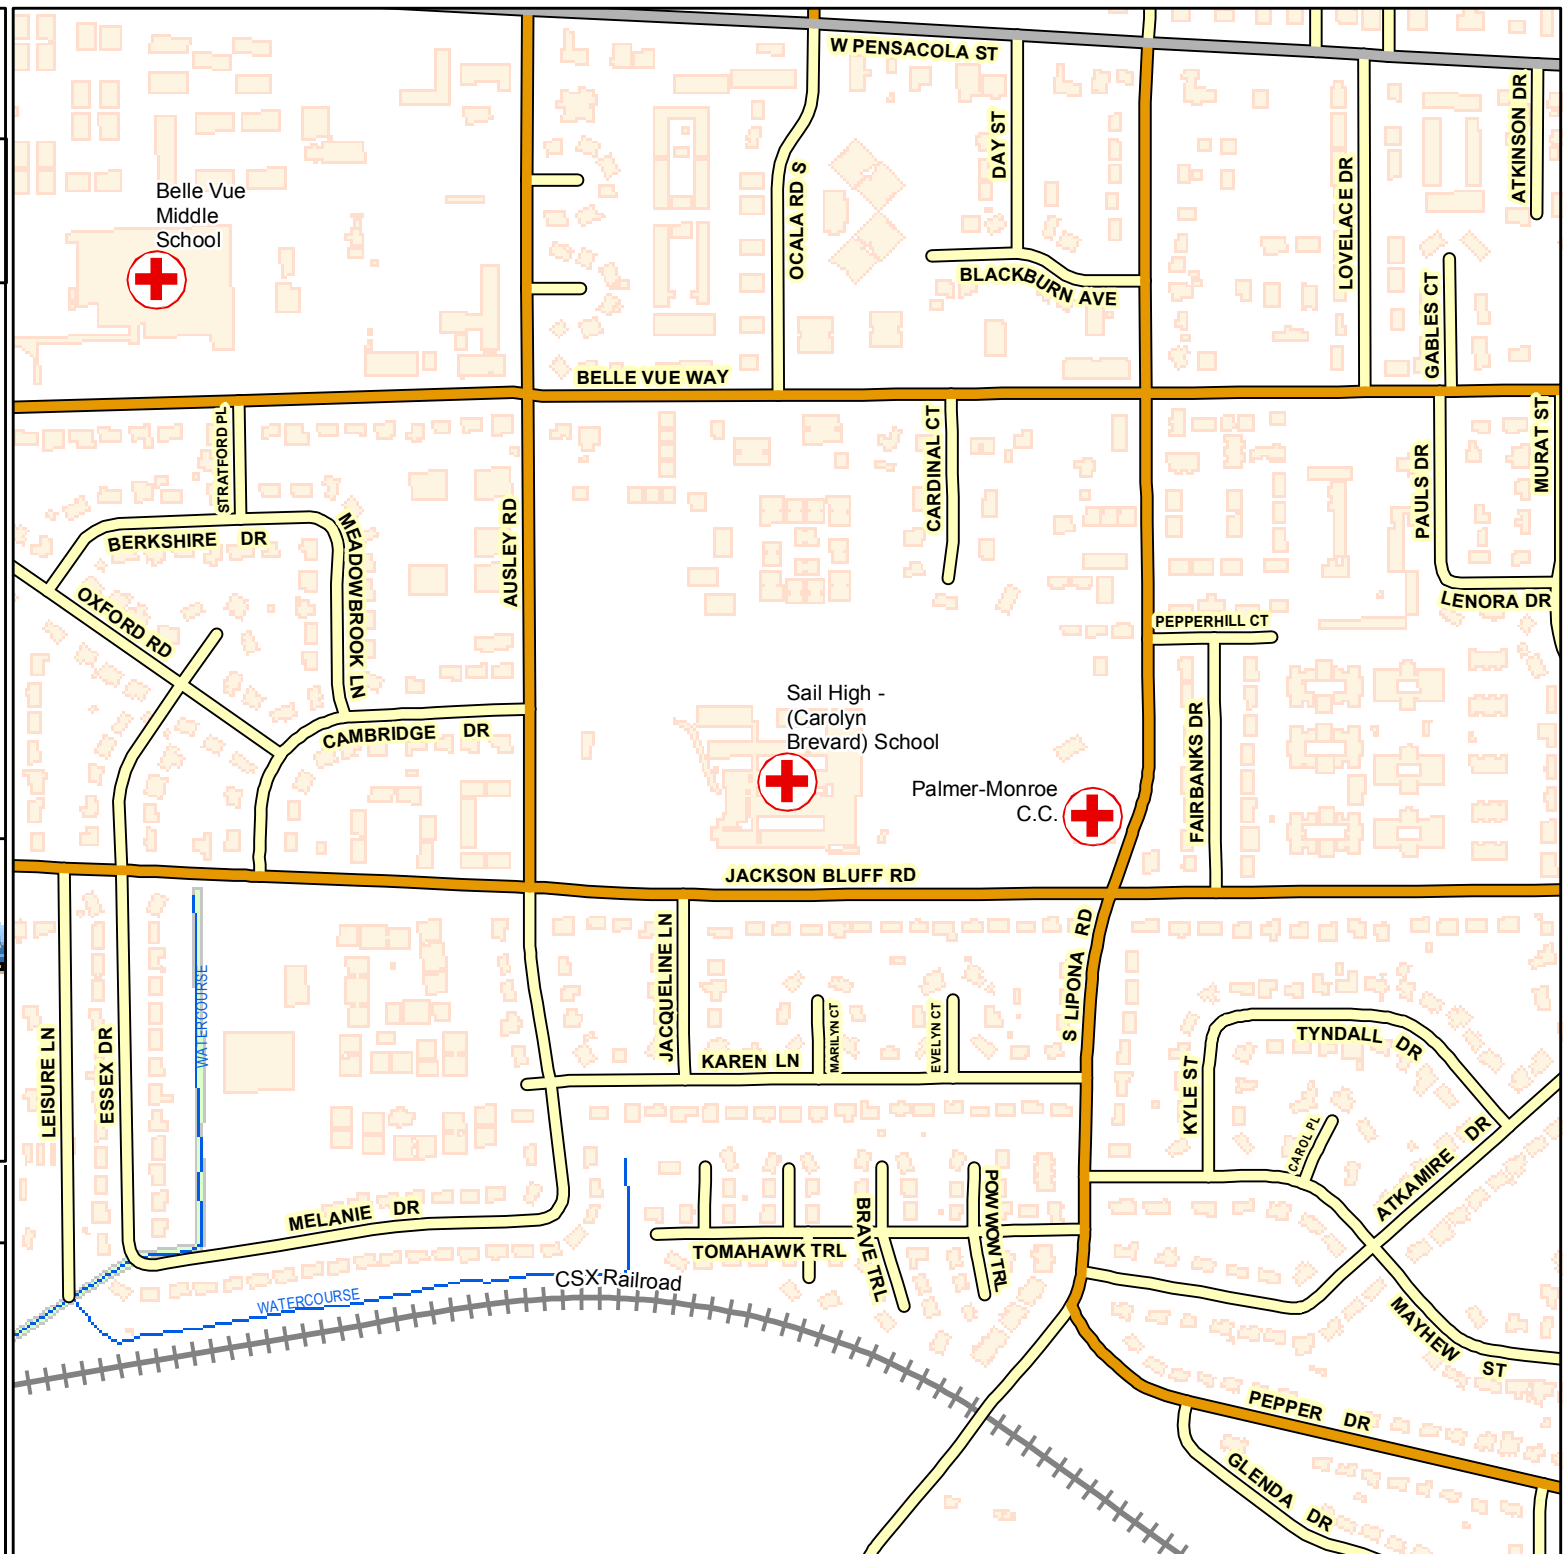 W PENSACOLA ST
ATKINSON DR
DAY ST
OCALA RD S
LOVELACE DR
Belle Vue
Middle
School
BLACKBURN AVE
GABLES CT
BELLE VUE WAY
STRATFORD PL
CARDINAL CT
MURAT ST
PAULS DR
BERKSHIRE DR
MEADOWBROOK LN
AUSLEY RD
OXFORD RD
LENORA DR
PEPPERHILL CT
CAMBRIDGE DR
Sail High -
(Carolyn
Brevard) School
Palmer-Monroe
C.C.
FAIRBANKS DR
JACKSON BLUFF RD
JACQUELINE LN
S LIPONA RD
WATERCOURSE
LEISURE LN
ESSEX DR
KAREN LN
MARILYN CT
EVELYN CT
TYNDALL DR
KYLE ST
CAROL PL
ATKAMIRE DR
MELANIE DR
TOMAHAWK TRL
BRAVE TRL
POWWOW TRL
CSX Railroad
WATERCOURSE
MAYHEW ST
PEPPER DR
GLENDA DR